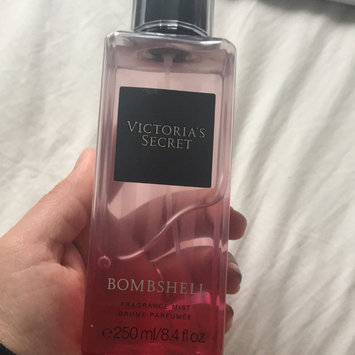 VICTORIA'S
SECRET
BOMBSHELL
FRAGRANCE MIST
BRUME PARFUMÉE
℮250 ml/8.4 fl oz